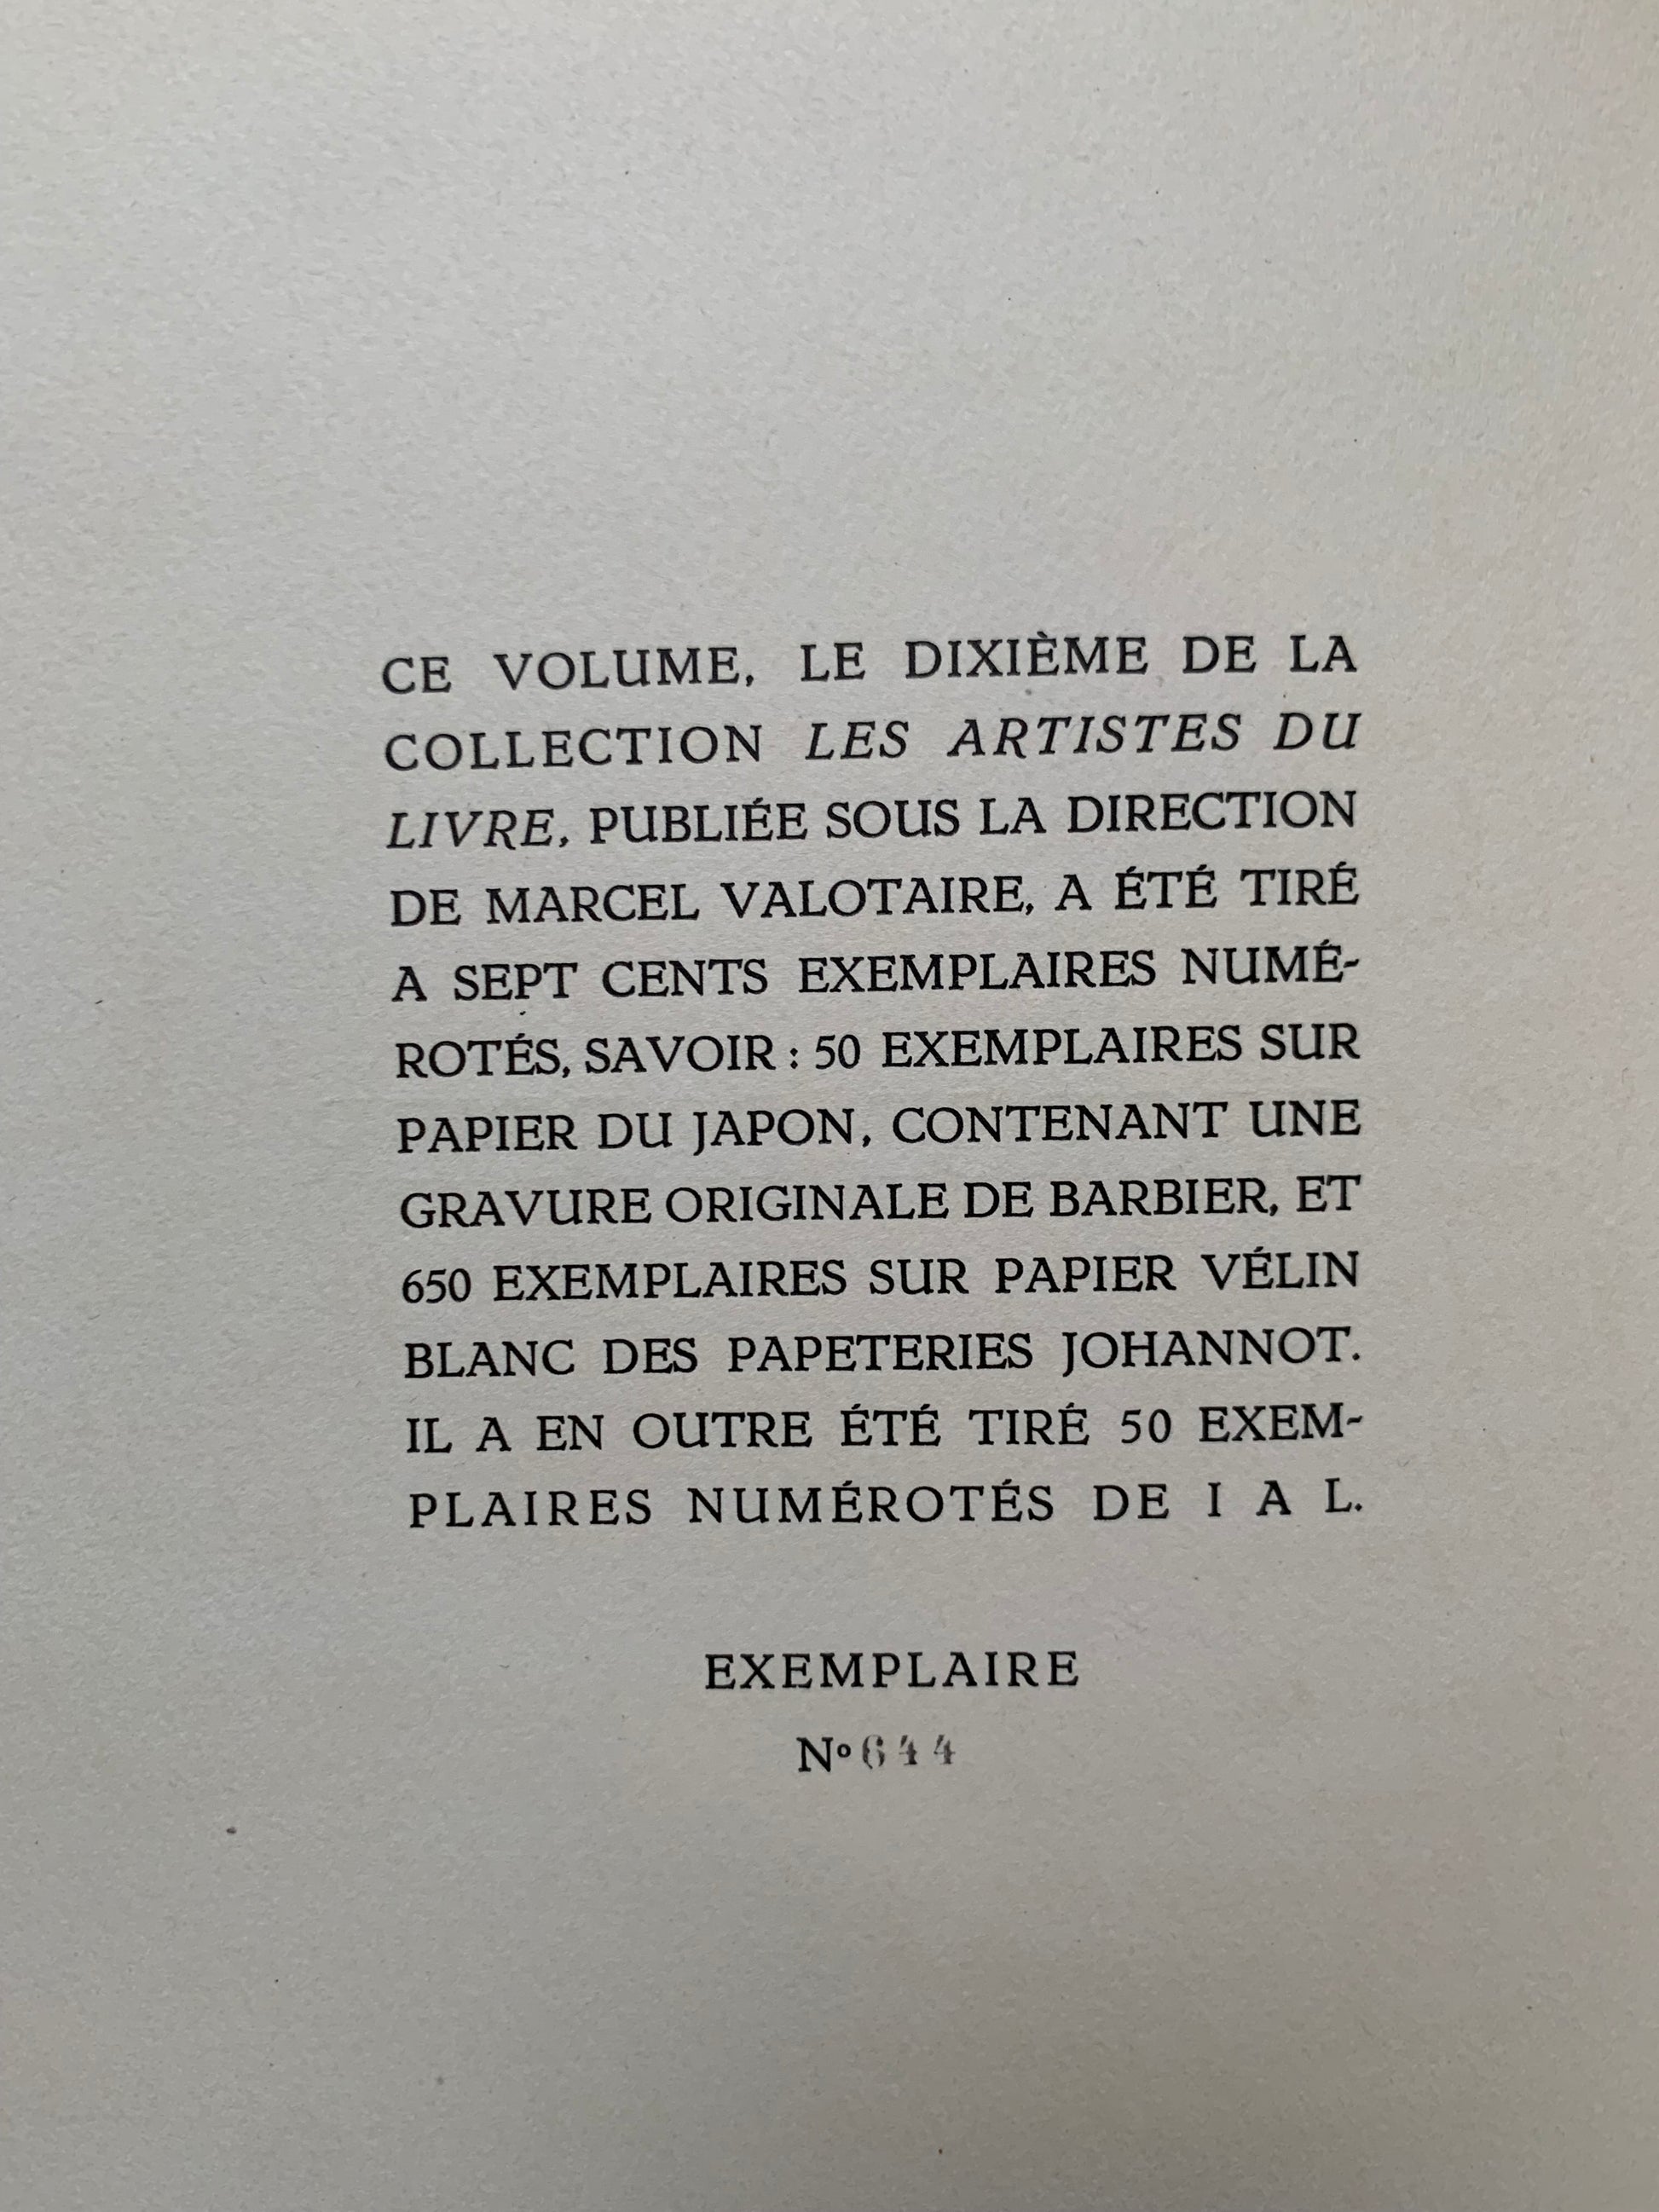 CE VOLUME, LE DIXIÈME DE LA
COLLECTION LES ARTISTES DU
LIVRE, PUBLIÉE SOUS LA DIRECTION
DE MARCEL VALOTAIRE, A ÉTÉ TIRÉ
A SEPT CENTS EXEMPLAIRES NUMÉ-
ROTÉS, SAVOIR : 50 EXEMPLAIRES SUR
PAPIER DU JAPON, CONTENANT UNE
GRAVURE ORIGINALE DE BARBIER, ET
650 EXEMPLAIRES SUR PAPIER VÉLIN
BLANC DES PAPETERIES JOHANNOT.
IL A EN OUTRE ÉTÉ TIRÉ 50 EXEM-
PLAIRES NUMÉROTÉS DE I A L.
EXEMPLAIRE
Nº 644